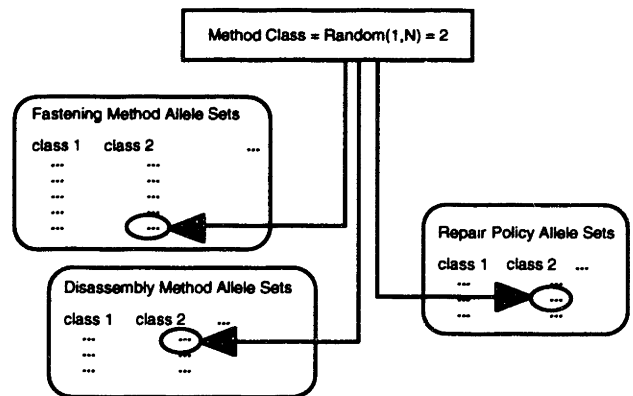 Method Class = Random(1,N) = 2
Fastening Method Allele Sets
class 1 class 2 ...
... ...
... ...
... ...
... ...
... ...
Disassembly Method Allele Sets
class 1 class 2 ...
... ...
... ...
... ...
Repair Policy Allele Sets
class 1 class 2 ...
... ...
... ...
... ...